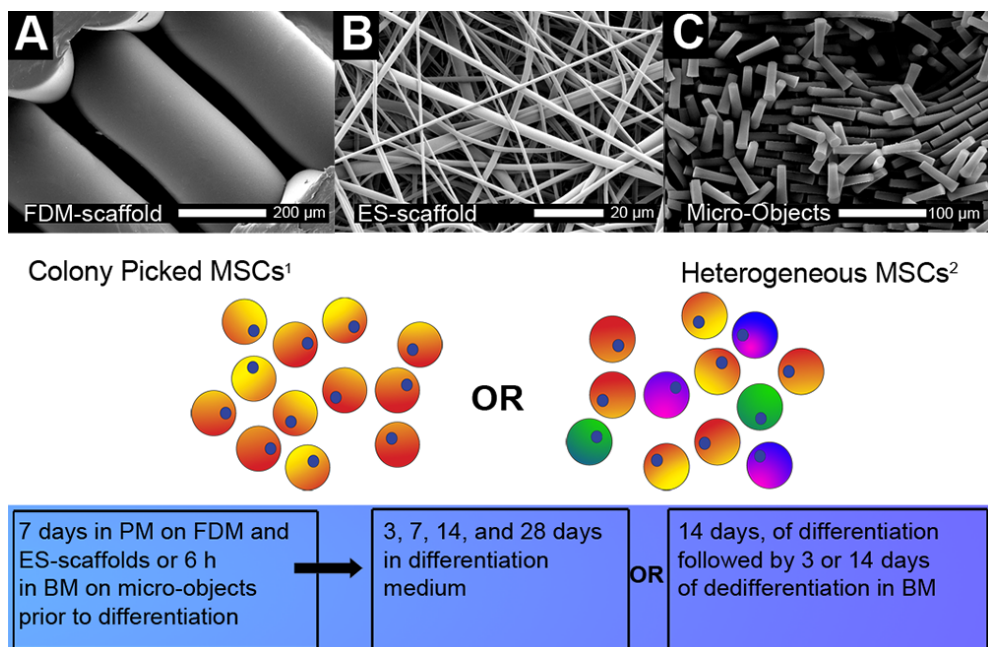 A
B
C
FDM-scaffold 200 µm
ES-scaffold 20 µm
Micro-Objects 100 µm
Colony Picked MSCs¹
Heterogeneous MSCs²
OR
7 days in PM on FDM and
ES-scaffolds or 6 h
in BM on micro-objects
prior to differentiation
3, 7, 14, and 28 days
in differentiation
medium
OR
14 days, of differentiation
followed by 3 or 14 days
of dedifferentiation in BM